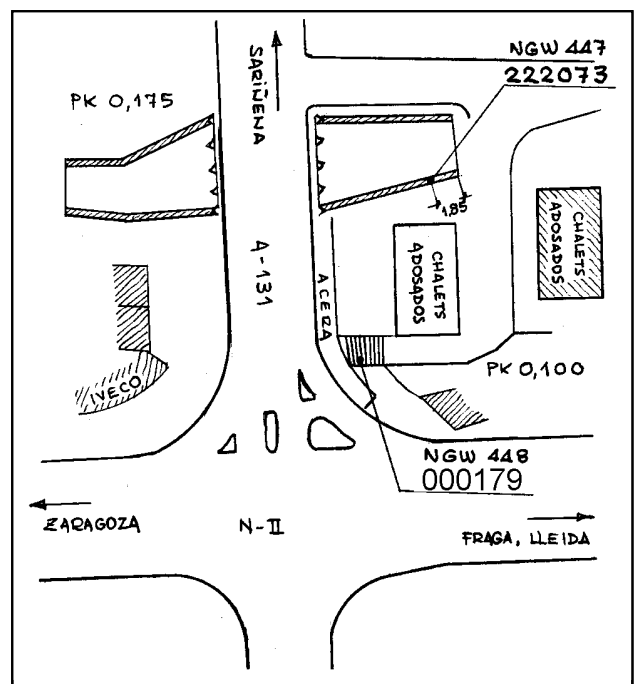 NGW 447
222073
PK 0,175
SARIÑENA
1,85
A-131
ACERA
CHALETS
ADOSADOS
CHALETS
ADOSADOS
PK 0,100
IVECO
NGW 448
000179
ZARAGOZA
N-II
FRAGA, LLEIDA